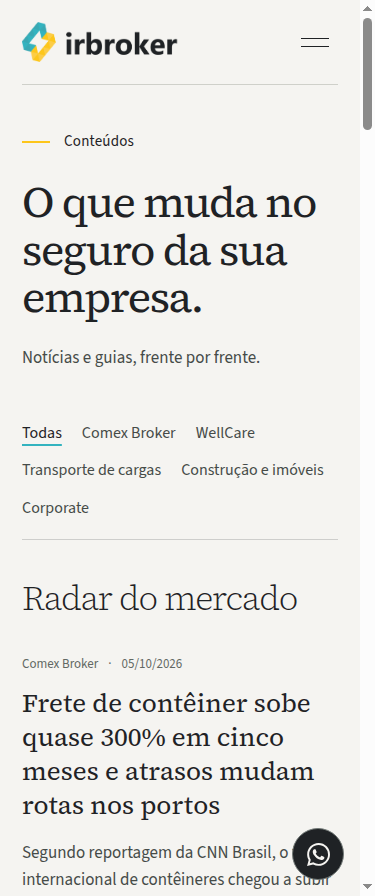 irbroker
Conteúdos
O que muda no
seguro da sua
empresa.
Notícias e guias, frente por frente.
Todas Comex Broker WellCare
Transporte de cargas Construção e imóveis
Corporate
Radar do mercado
Comex Broker · 05/10/2026
Frete de contêiner sobe
quase 300% em cinco
meses e atrasos mudam
rotas nos portos
Segundo reportagem da CNN Brasil, o
internacional de contêineres chegou a subir